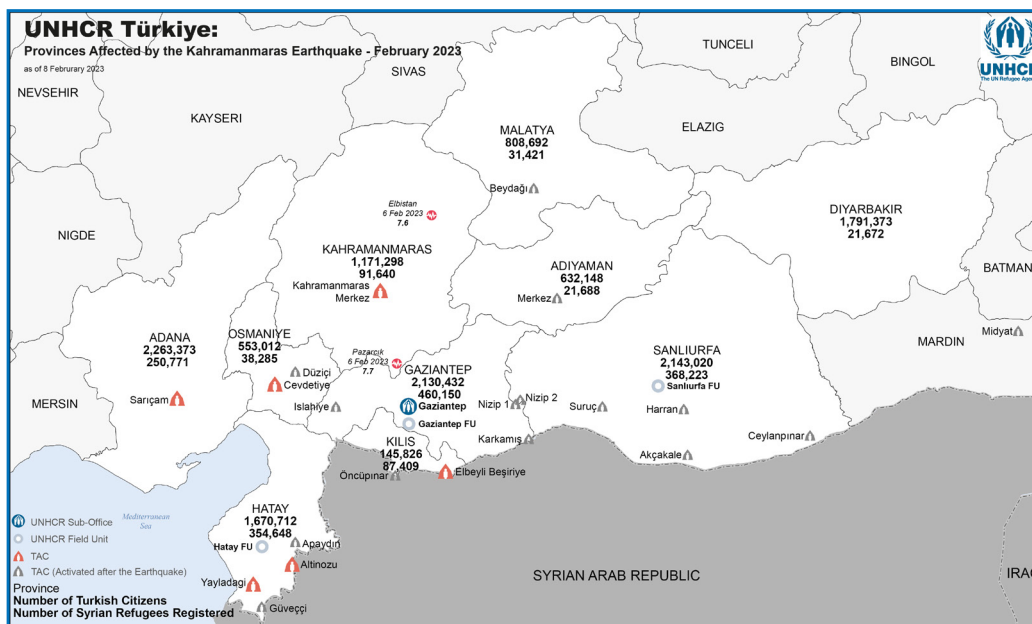 UNHCR Türkiye:
Provinces Affected by the Kahramanmaras Earthquake - February 2023
as of 8 Februrary 2023
UNHCR
The UN Refugee Agen
TUNCELI
BINGOL
SIVAS
NEVSEHIR
KAYSERI
ELAZIG
MALATYA
808,692
31,421
Beydağı
Elbistan
6 Feb 2023
7.6
DIYARBAKIR
1,791,373
21,672
NIGDE
KAHRAMANMARAS
1,171,298
91,640
Kahramanmaras
Merkez
ADIYAMAN
632,148
21,688
Merkez
BATMAN
ADANA
2,263,373
250,771
Sarıçam
OSMANIYE
553,012
38,285
Düziçi
Cevdetiye
Islahiye
Pazarcık
6 Feb 2023
7.7
GAZIANTEP
2,130,432
460,150
Gaziantep
Gaziantep FU
Nizip 1
Nizip 2
Karkamış
SANLIURFA
2,143,020
368,223
Sanlıurfa FU
Suruç
Harran
Akçakale
Ceylanpınar
MARDIN
Midyat
MERSIN
KILIS
145,826
87,409
Öncüpınar
Elbeyli Beşiriye
HATAY
1,670,712
354,648
Hatay FU
Apaydın
Altinozu
Yayladagi
Güveççi
Mediterranean
Sea
SYRIAN ARAB REPUBLIC
IRAQ
UNHCR Sub-Office
UNHCR Field Unit
TAC
TAC (Activated after the Earthquake)
Province
Number of Turkish Citizens
Number of Syrian Refugees Registered